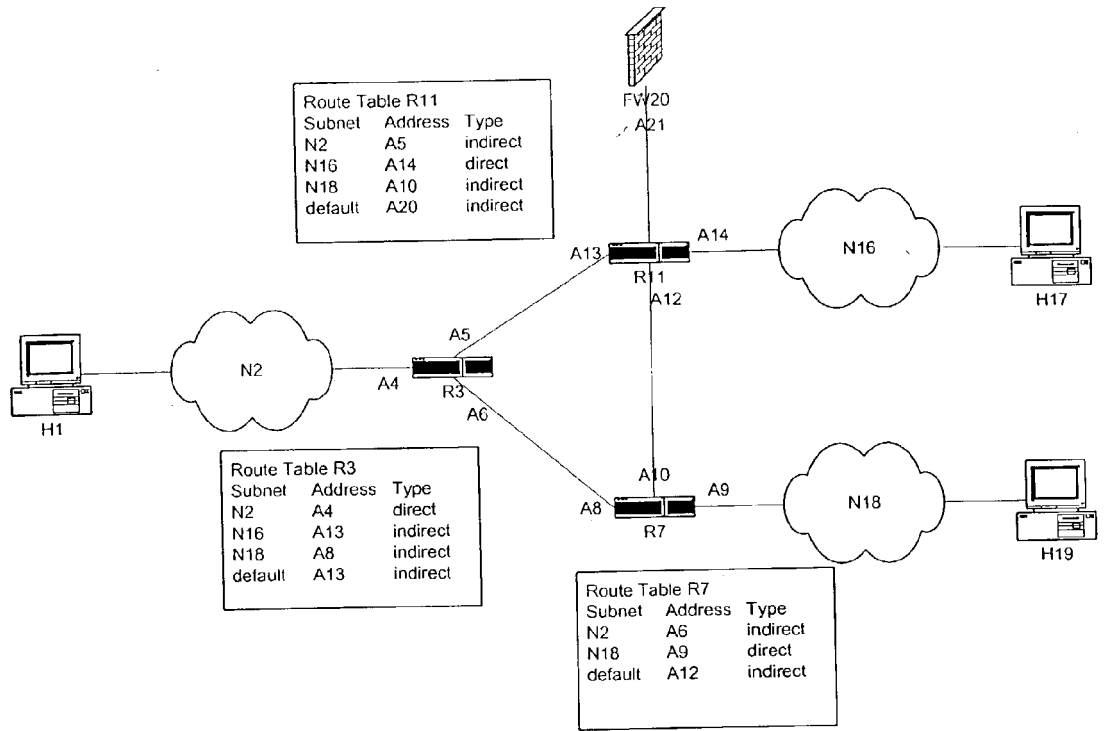 FW20
A21
Route Table R11
Subnet Address Type
N2 A5 indirect
N16 A14 direct
N18 A10 indirect
default A20 indirect
A14
A13
R11
A12
N16
H17
A5
N2
A4
R3
A6
H1
Route Table R3
Subnet Address Type
N2 A4 direct
N16 A13 indirect
N18 A8 indirect
default A13 indirect
A10
A9
A8
R7
N18
H19
Route Table R7
Subnet Address Type
N2 A6 indirect
N18 A9 direct
default A12 indirect